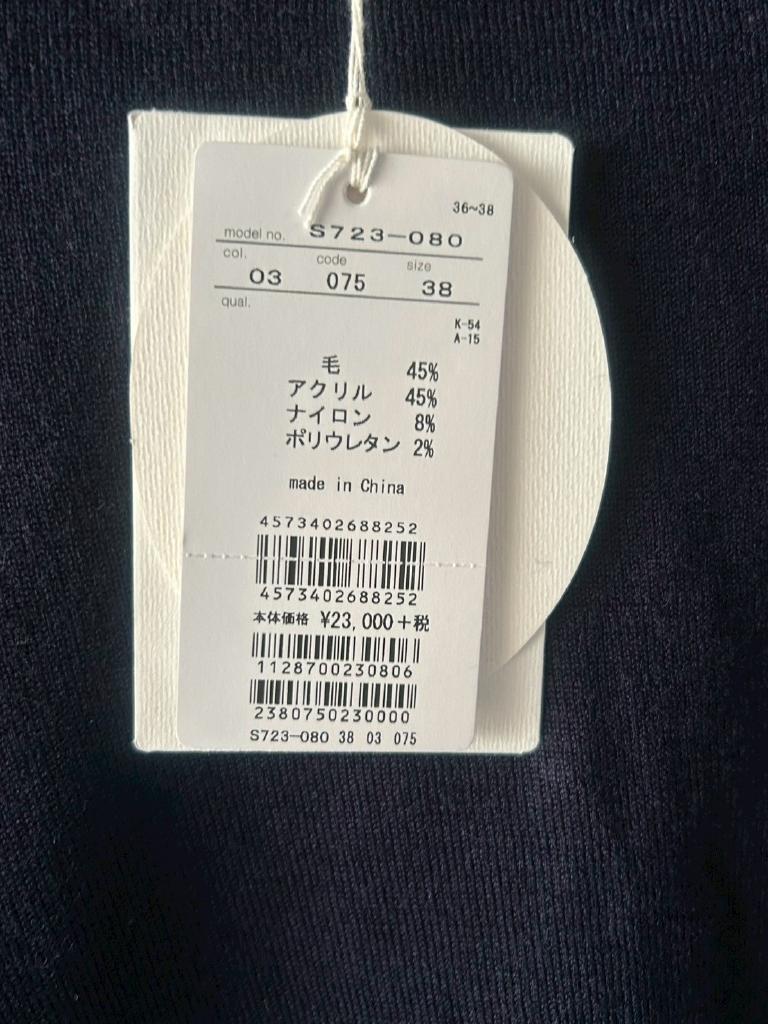 36~38
model no. S723-080
col. code size
03 075 38
qual.
K-54
A-15
毛 45%
アクリル 45%
ナイロン 8%
ポリウレタン 2%
made in China
4573402688252
4573402688252
本体価格 ¥23,000+税
1128700230806
2380750230000
S723-080 38 03 075